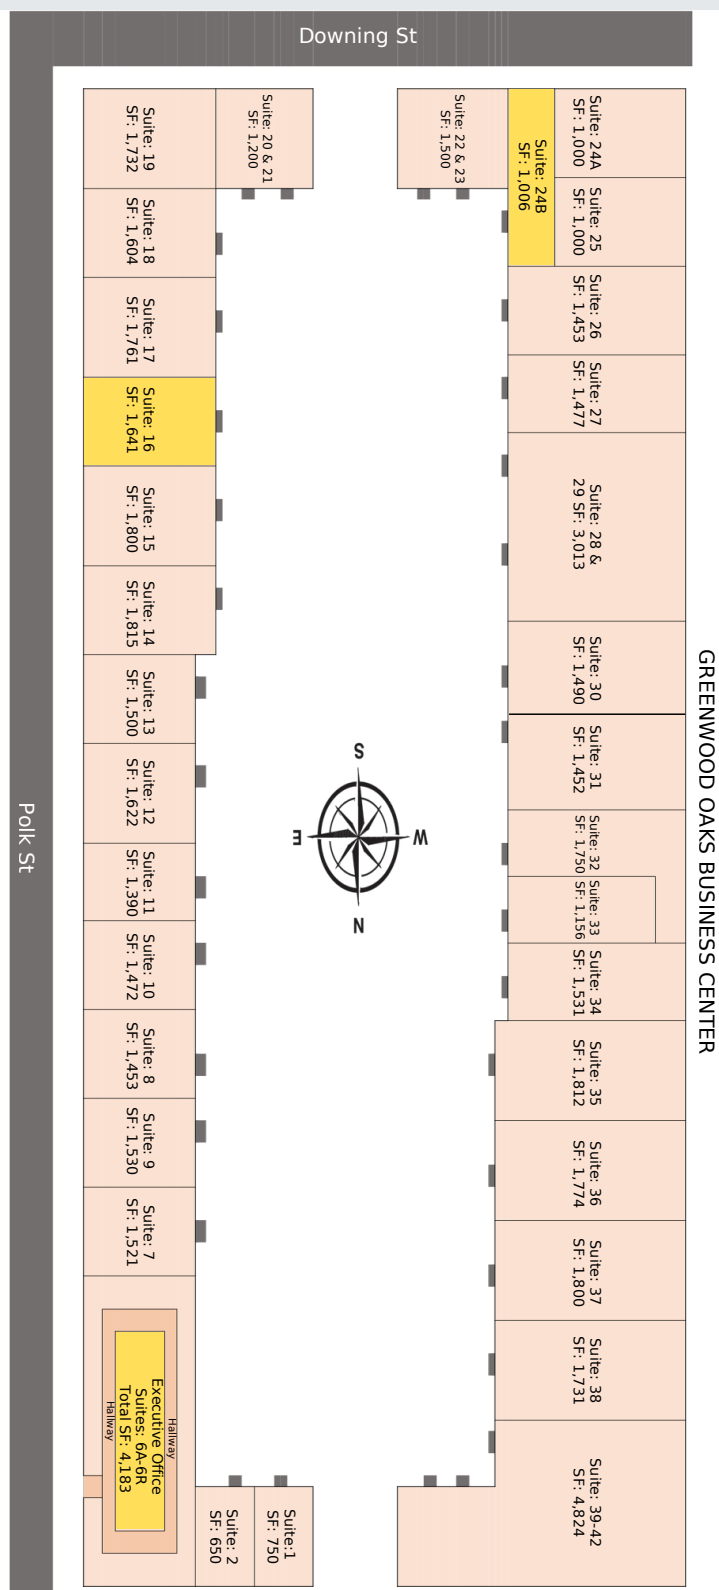 Downing St
Suite: 19
SF: 1,732
Suite: 20 & 21
SF: 1,200
Suite: 22 & 23
SF: 1,500
Suite: 24B
SF: 1,006
Suite: 24A
SF: 1,000
Suite: 18
SF: 1,604
Suite: 25
SF: 1,000
Suite: 17
SF: 1,761
Suite: 26
SF: 1,453
Suite: 16
SF: 1,641
Suite: 27
SF: 1,477
Suite: 15
SF: 1,800
Suite: 28 &
29 SF: 3,013
Suite: 14
SF: 1,815
Suite: 30
SF: 1,490
Suite: 13
SF: 1,500
Suite: 31
SF: 1,452
GREENWOOD OAKS BUSINESS CENTER
S
E
W
N
Polk St
Suite: 12
SF: 1,622
Suite: 32
SF: 1,750
Suite: 11
SF: 1,390
Suite: 33
SF: 1,156
Suite: 10
SF: 1,472
Suite: 34
SF: 1,531
Suite: 8
SF: 1,453
Suite: 35
SF: 1,812
Suite: 9
SF: 1,530
Suite: 36
SF: 1,774
Suite: 7
SF: 1,521
Suite: 37
SF: 1,800
Suite: 38
SF: 1,731
Hallway
Executive Office
Suites: 6A-6R
Total SF: 4,183
Hallway
Suite: 39-42
SF: 4,824
Suite: 2
SF: 650
Suite:1
SF: 750